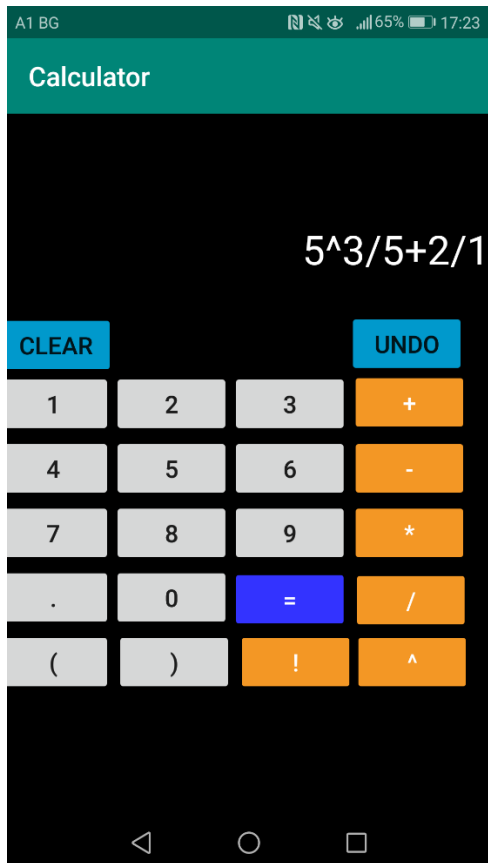 A1 BG 65% 17:23
Calculator
5^3/5+2/1
CLEAR UNDO
1 2 3 +
4 5 6 -
7 8 9 *
. 0 = /
( ) ! ^